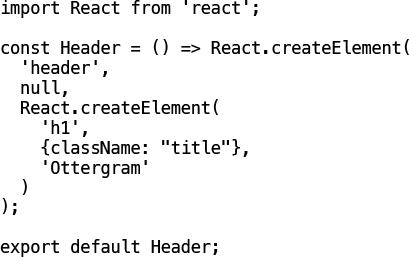 import React from 'react';

const Header = () => React.createElement(
  'header',
  null,
  React.createElement(
    'h1',
    {className: "title"},
    'Ottergram'
  )
);

export default Header;